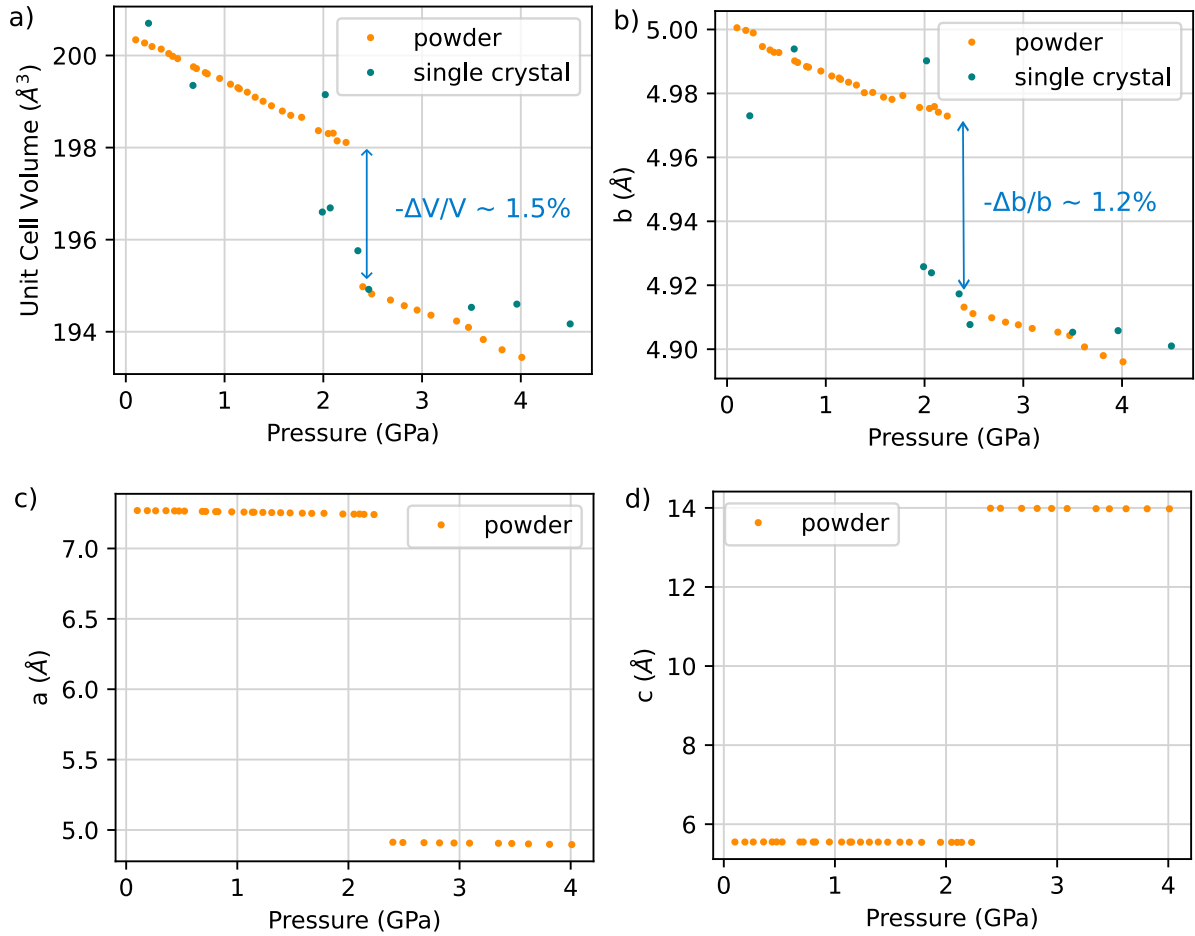 a)
200
198
196
194
Unit Cell Volume (Å³)
powder
single crystal
-ΔV/V ~ 1.5%
0 1 2 3 4
Pressure (GPa)
b)
5.00
4.98
4.96
4.94
4.92
4.90
b (Å)
powder
single crystal
-Δb/b ~ 1.2%
0 1 2 3 4
Pressure (GPa)
c)
7.0
6.5
6.0
5.5
5.0
a (Å)
powder
0 1 2 3 4
Pressure (GPa)
d)
14
12
10
8
6
c (Å)
powder
0 1 2 3 4
Pressure (GPa)